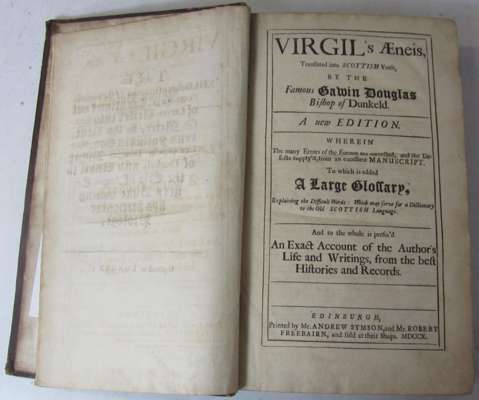 VIRGIL's Æneis,
Translated into SCOTTISH Verse,
BY THE
Famous Gawin Douglas
Bishop of Dunkeld.
A new EDITION.
WHEREIN
The many Errors of the Former are corrected, and the De-
fects supply'd, from an excellent MANUSCRIPT.
To which is added
A Large Glossary,
Explaining the Difficult Words: Which may serve for a Dictionary
to the Old SCOTTISH Language.
And to the whole is prefix'd
An Exact Account of the Author's
Life and Writings, from the best
Histories and Records.
EDINBURGH,
Printed by Mr. ANDREW SYMSON, and Mr. ROBERT
FREEBAIRN, and sold at their Shops. MDCCX.